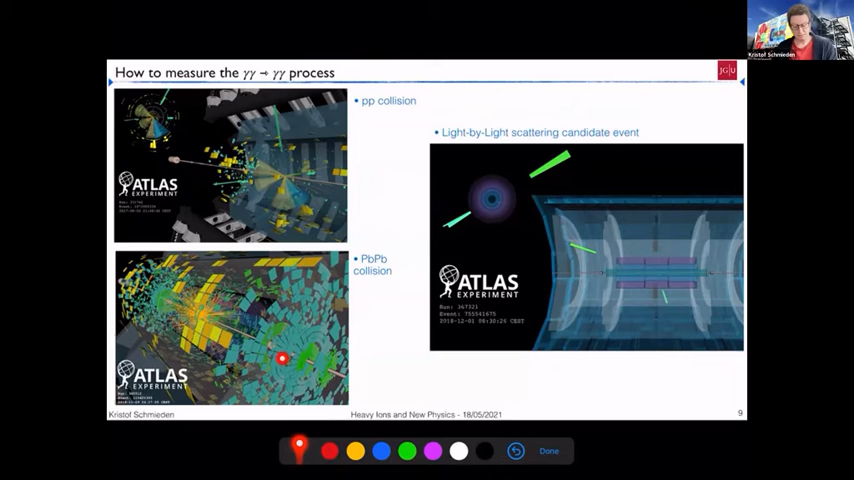 Kristof Schmieden
How to measure the γγ → γγ process
JG|U
• pp collision
• Light-by-Light scattering candidate event
ATLAS
EXPERIMENT
• PbPb
collision
ATLAS
EXPERIMENT
Run: 367321
Event: 755541675
2018-12-01 08:30:26 CEST
ATLAS
EXPERIMENT
Kristof Schmieden
Heavy Ions and New Physics - 18/05/2021
9
Done